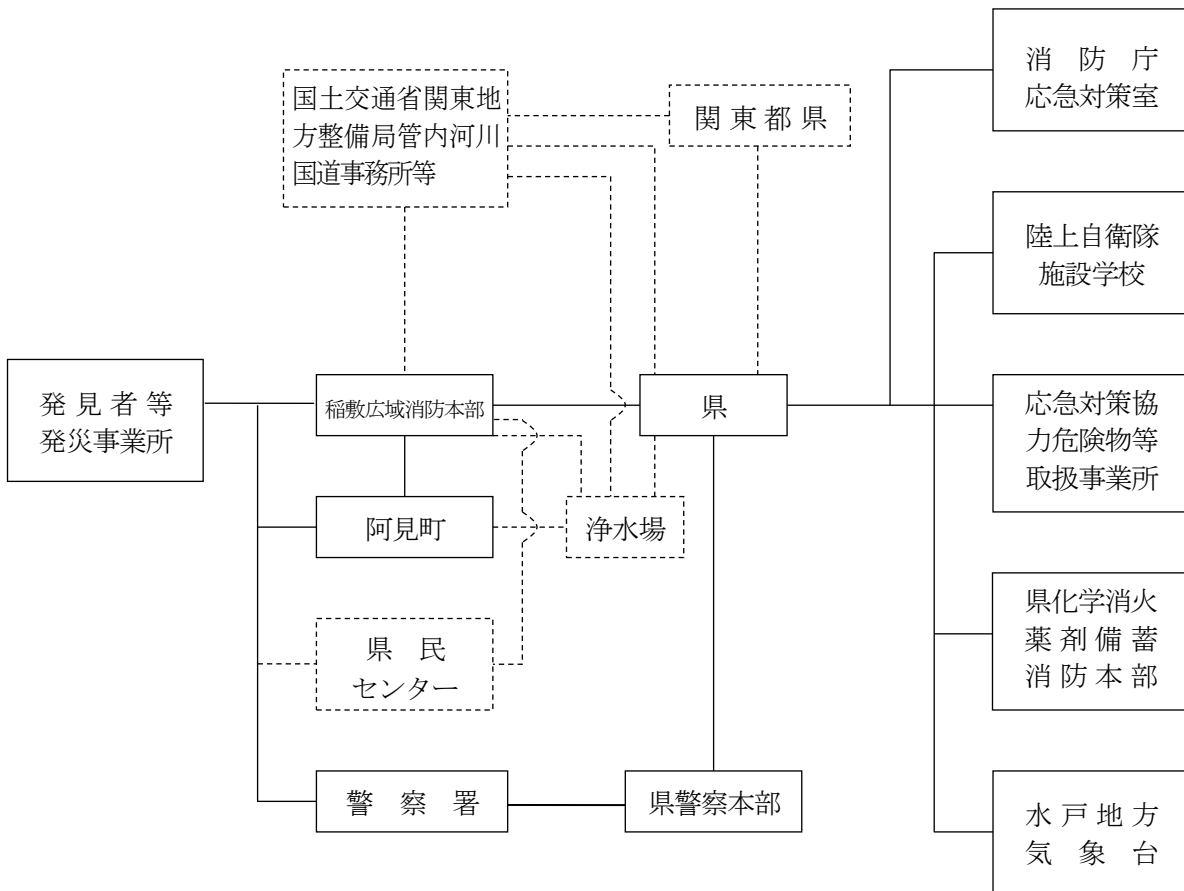 消防庁
応急対策室
国土交通省関東地
方整備局管内河川
国道事務所等
関東都県
陸上自衛隊
施設学校
発見者等
発災事業所
稲敷広域消防本部
県
応急対策協
力危険物等
取扱事業所
阿見町
浄水場
県民
センター
県化学消火
薬剤備蓄
消防本部
警察署
県警察本部
水戸地方
気象台